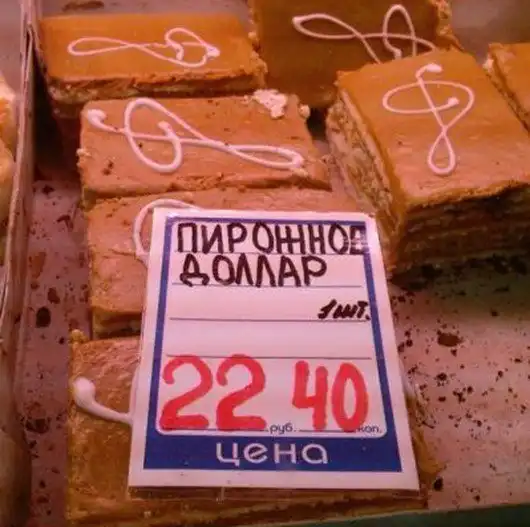 ПИРОЖНОЕ
ДОЛЛАР
1 шт.
22 руб. 40 коп.
цена